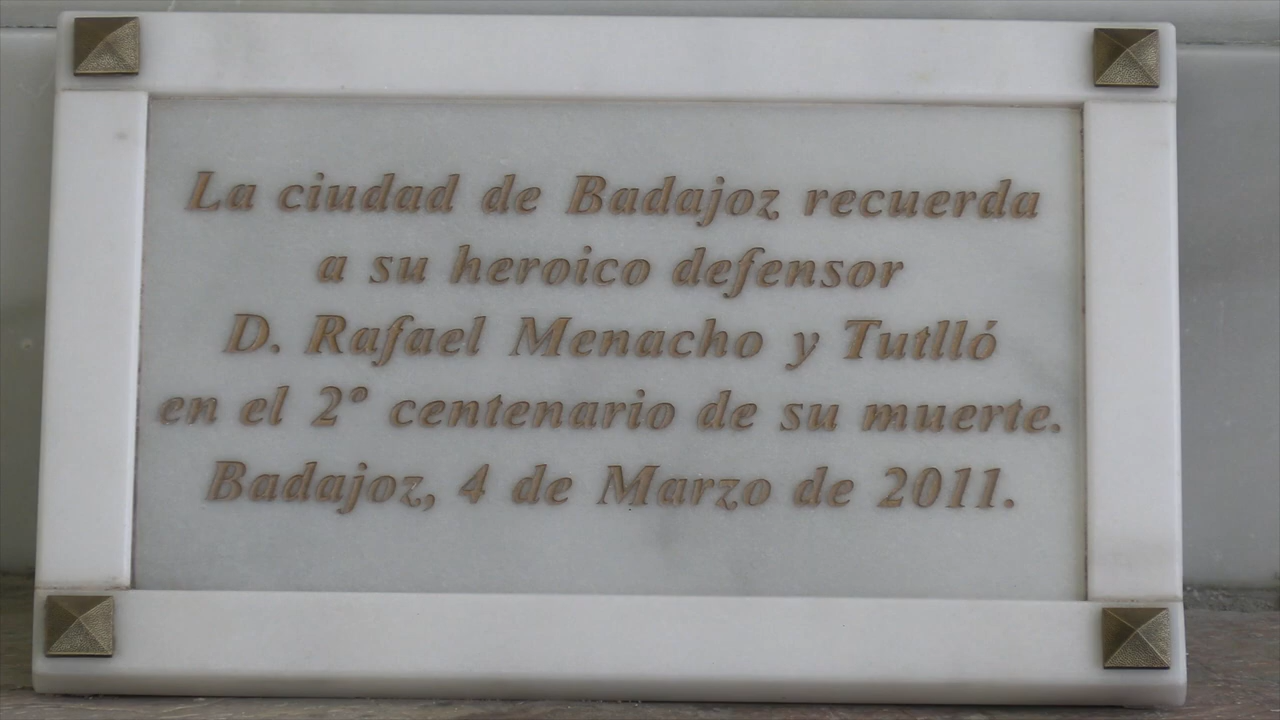 La ciudad de Badajoz recuerda
a su heroico defensor
D. Rafael Menacho y Tutlló
en el 2º centenario de su muerte.
Badajoz, 4 de Marzo de 2011.